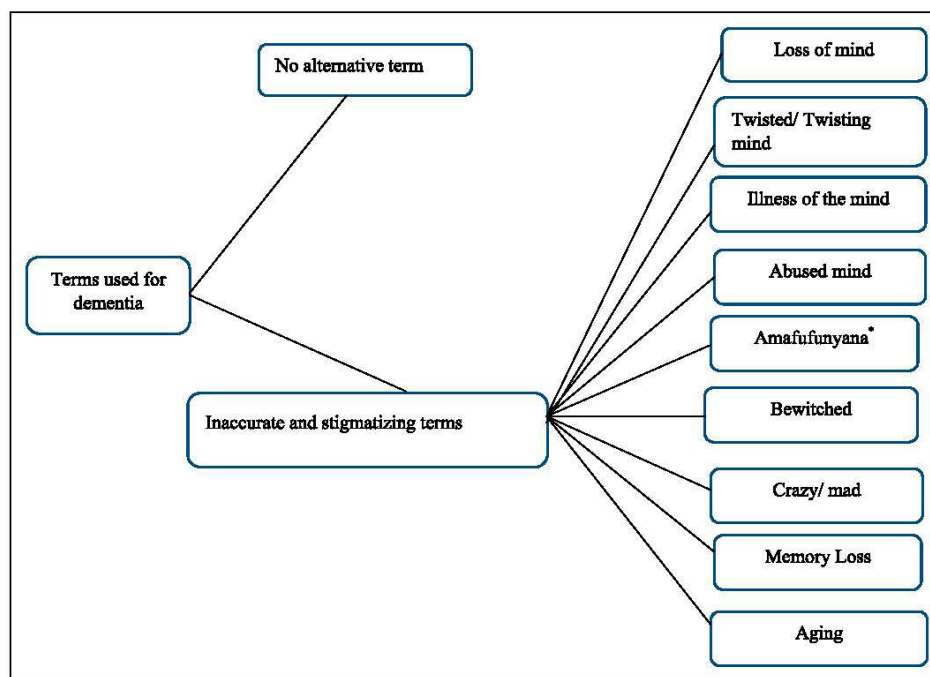 No alternative term
Terms used for
dementia
Inaccurate and stigmatizing terms
Loss of mind
Twisted/ Twisting
mind
Illness of the mind
Abused mind
Amafufunyana*
Bewitched
Crazy/ mad
Memory Loss
Aging